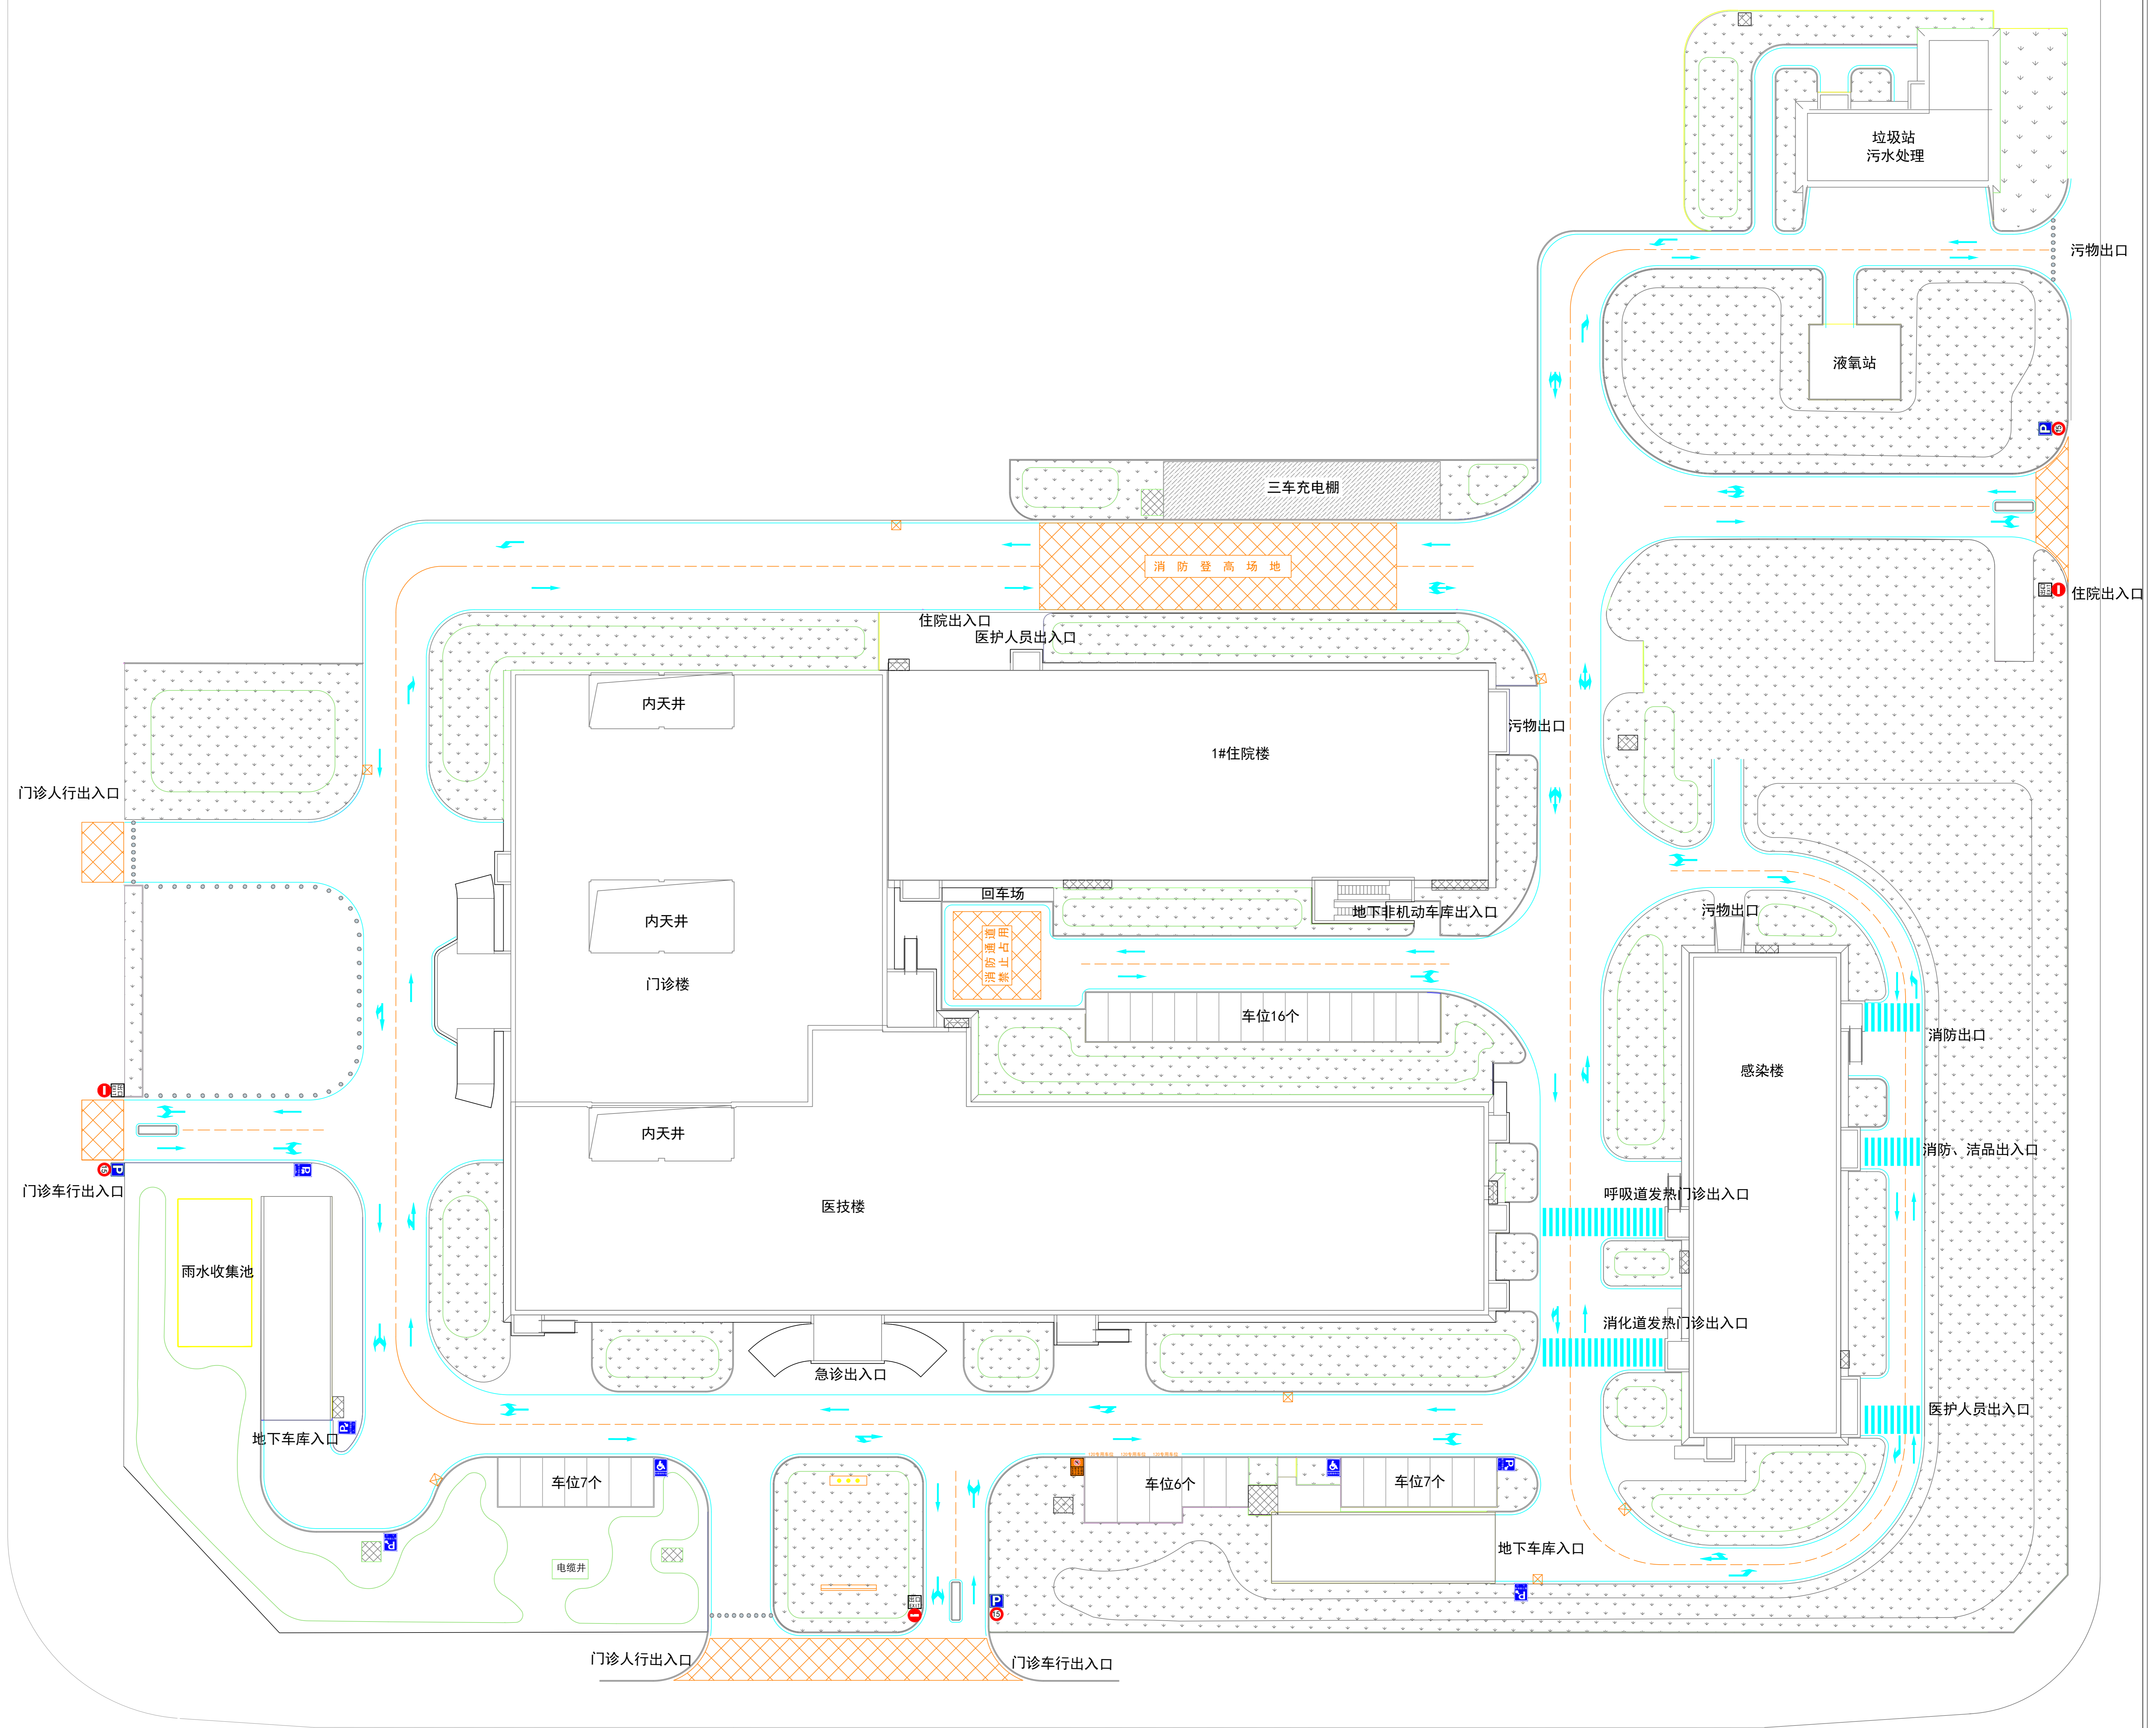 垃圾站
污水处理
污物出口
液氧站
P
三车充电棚
消防登高场地
住院出入口
住院出入口
医护人员出入口
内天井
1#住院楼
污物出口
门诊人行出入口
回车场
地下非机动车库出入口
污物出口
内天井
消防通道
禁止占用
门诊楼
车位16个
消防出口
感染楼
内天井
消防、洁品出入口
P
门诊车行出入口
呼吸道发热门诊出入口
医技楼
雨水收集池
消化道发热门诊出入口
急诊出入口
医护人员出入口
地下车库入口
P
车位7个
车位6个
车位7个
P
P
电缆井
地下车库入口
出口
EXIT
P
15
P
门诊人行出入口
门诊车行出入口